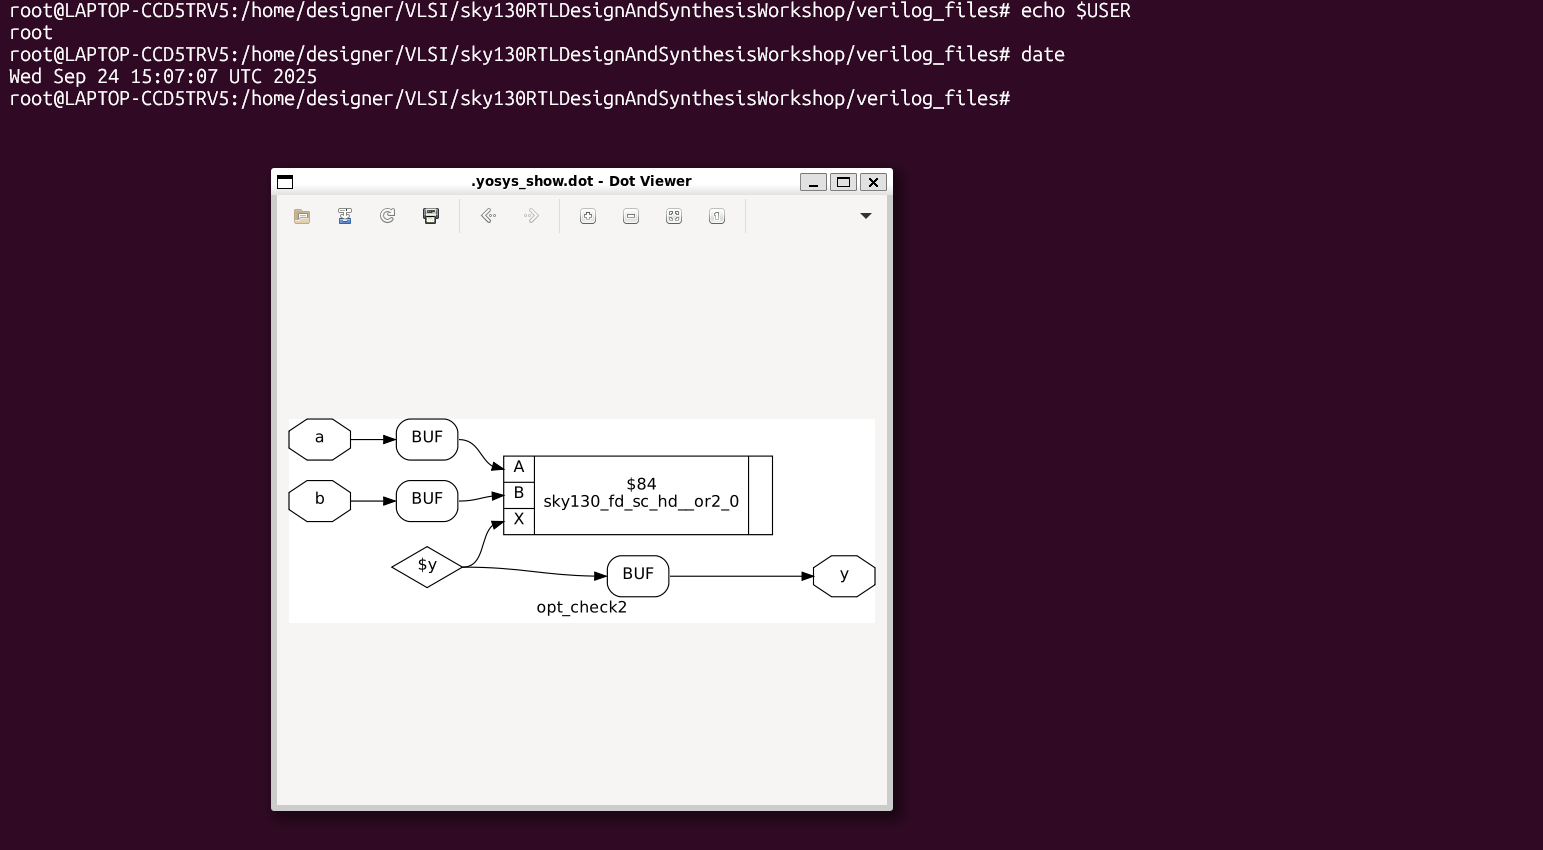 root@LAPTOP-CCD5TRV5:/home/designer/VLSI/sky130RTLDesignAndSynthesisWorkshop/verilog_files# echo $USER
root
root@LAPTOP-CCD5TRV5:/home/designer/VLSI/sky130RTLDesignAndSynthesisWorkshop/verilog_files# date
Wed Sep 24 15:07:07 UTC 2025
root@LAPTOP-CCD5TRV5:/home/designer/VLSI/sky130RTLDesignAndSynthesisWorkshop/verilog_files#
.yosys_show.dot - Dot Viewer
a
BUF
A
b
BUF
B
$84
sky130_fd_sc_hd__or2_0
X
$y
BUF
y
opt_check2